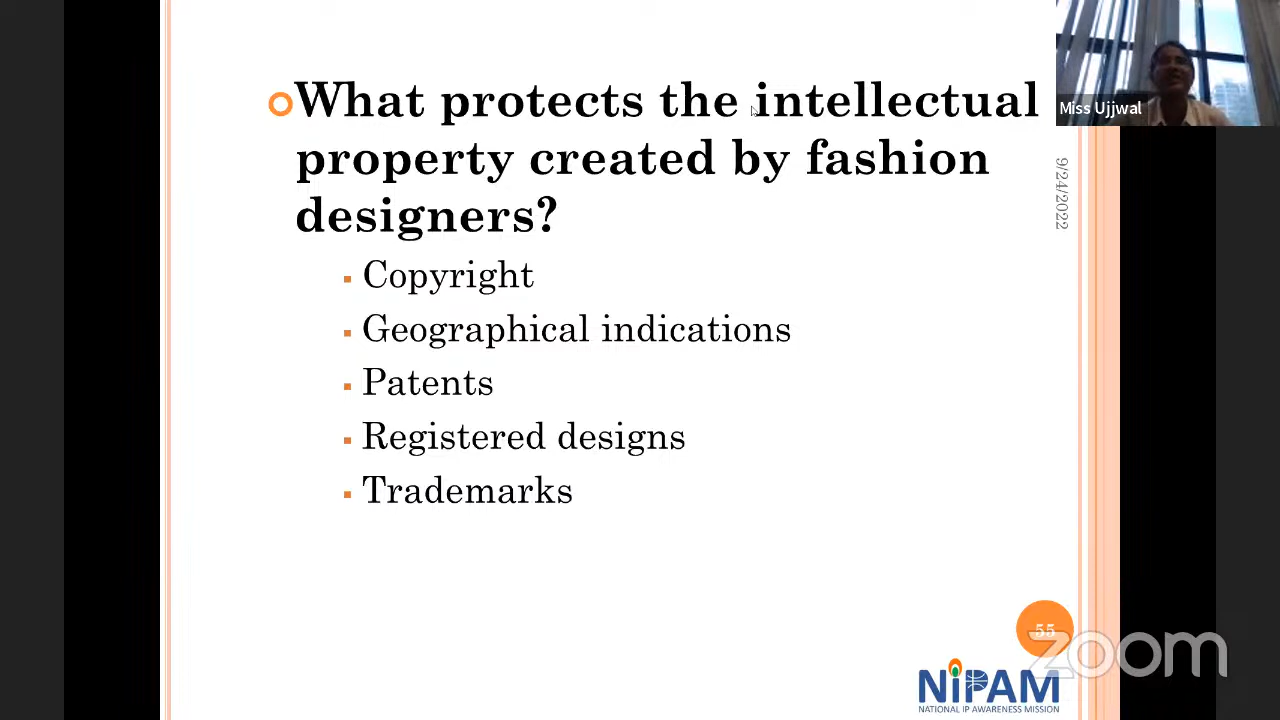 What protects the intellectual
property created by fashion
designers?
Copyright
Geographical indications
Patents
Registered designs
Trademarks
Miss Ujjwal
9/24/2022
55
zoom
NIPAM
NATIONAL IP AWARENESS MISSION